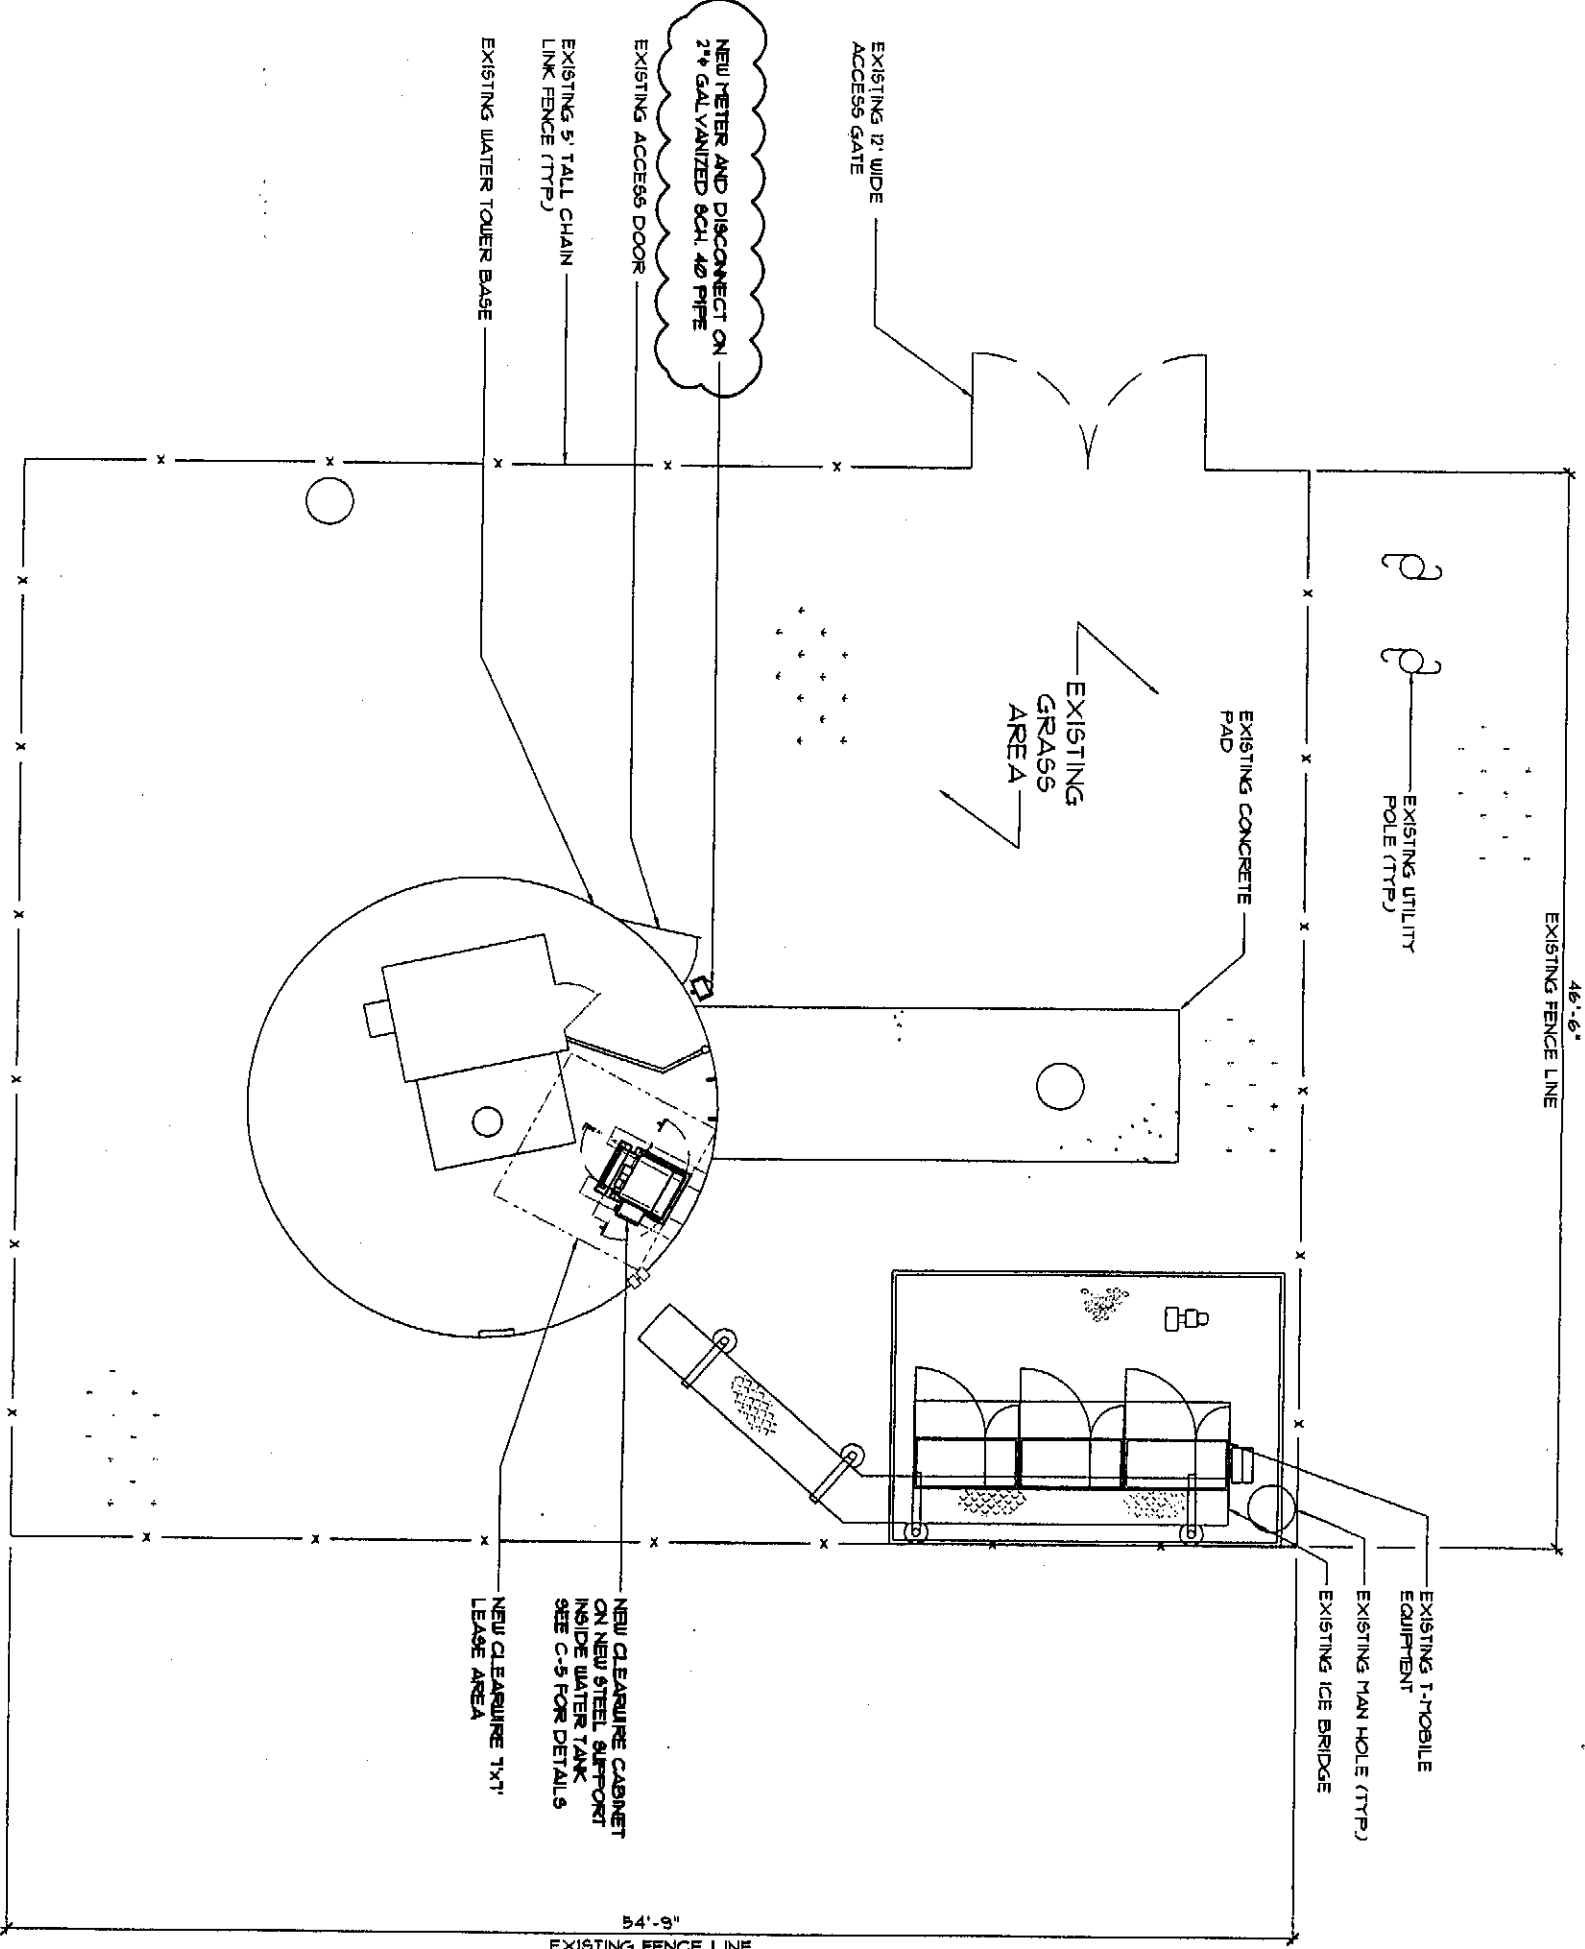 46'-6"
EXISTING FENCE LINE
EXISTING UTILITY
POLE (TYP.)
EXISTING CONCRETE
PAD
EXISTING
GRASS
AREA
EXISTING 12' WIDE
ACCESS GATE
NEW METER AND DISCONNECT ON
2"φ GALVANIZED SCH. 40 PIPE
EXISTING ACCESS DOOR
EXISTING 5' TALL CHAIN
LINK FENCE (TYP.)
EXISTING WATER TOWER BASE
EXISTING T-MOBILE
EQUIPMENT
EXISTING MAN HOLE (TYP.)
EXISTING ICE BRIDGE
NEW CLEARWIRE CABINET
ON NEW STEEL SUPPORT
INSIDE WATER TANK
SEE C-5 FOR DETAILS
NEW CLEARWIRE 7'x7'
LEASE AREA
54'-9"
EXISTING FENCE LINE